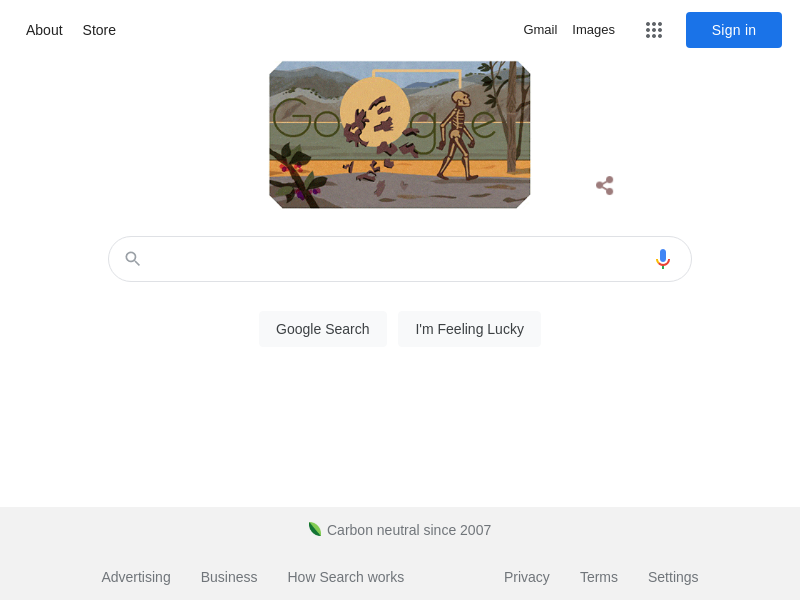 About Store Gmail Images Sign in
Google
Google Search I'm Feeling Lucky
Carbon neutral since 2007
Advertising Business How Search works Privacy Terms Settings